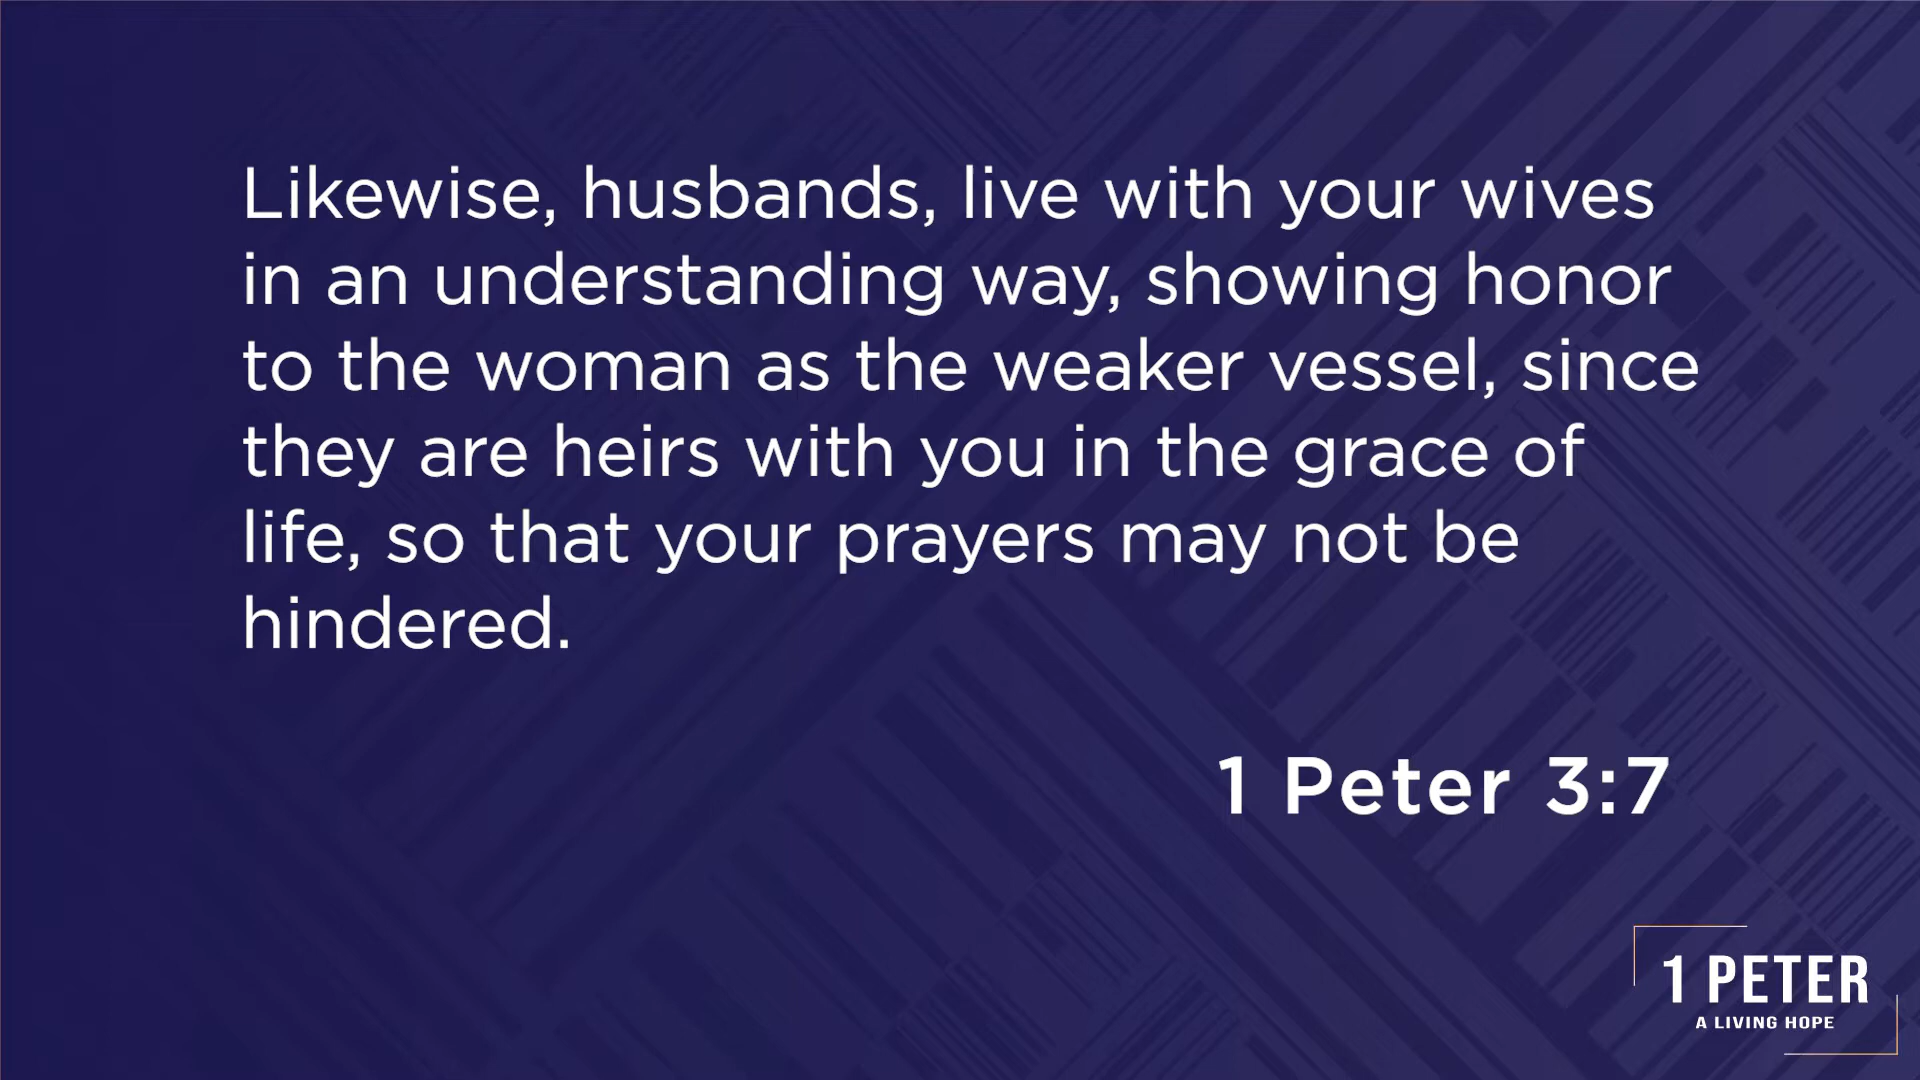 Likewise, husbands, live with your wives
in an understanding way, showing honor
to the woman as the weaker vessel, since
they are heirs with you in the grace of
life, so that your prayers may not be
hindered.
1 Peter 3:7
1 PETER
A LIVING HOPE